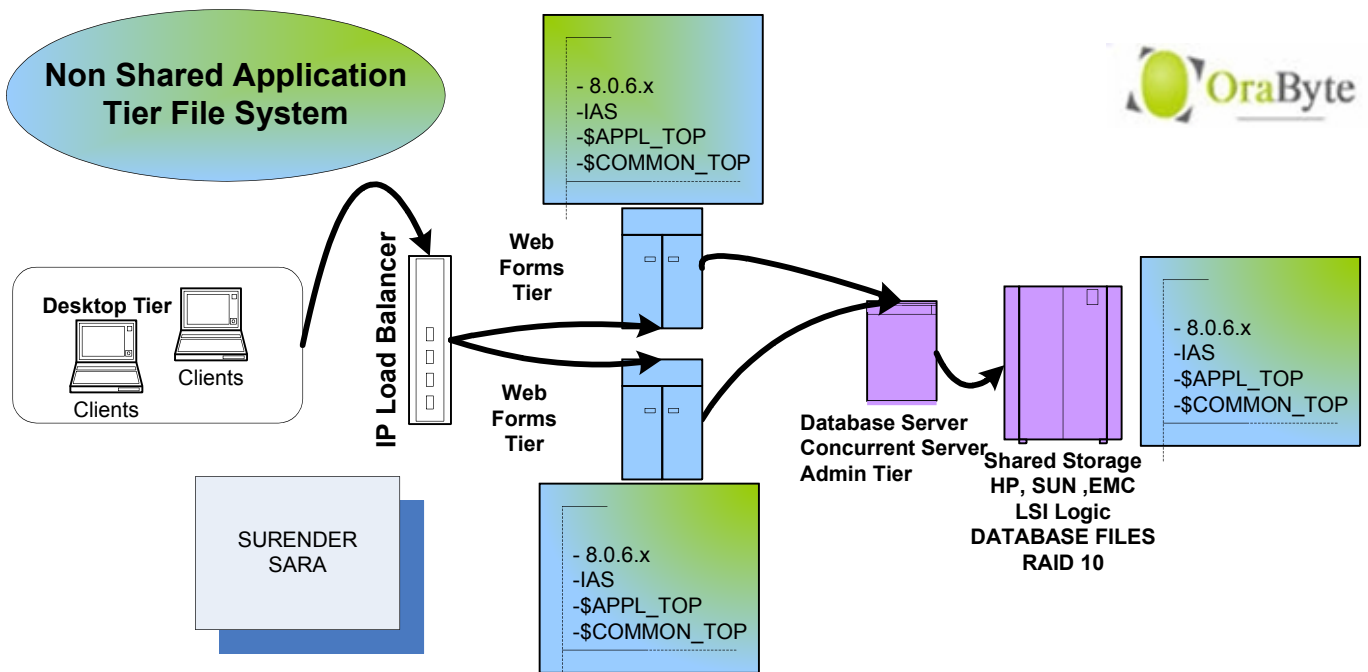 Non Shared Application
Tier File System
- 8.0.6.x
-IAS
-$APPL_TOP
-$COMMON_TOP
OraByte
Desktop Tier
Clients
Clients
IP Load Balancer
Web
Forms
Tier
Web
Forms
Tier
Database Server
Concurrent Server
Admin Tier
Shared Storage
HP, SUN ,EMC
LSI Logic
DATABASE FILES
RAID 10
- 8.0.6.x
-IAS
-$APPL_TOP
-$COMMON_TOP
SURENDER
SARA
- 8.0.6.x
-IAS
-$APPL_TOP
-$COMMON_TOP